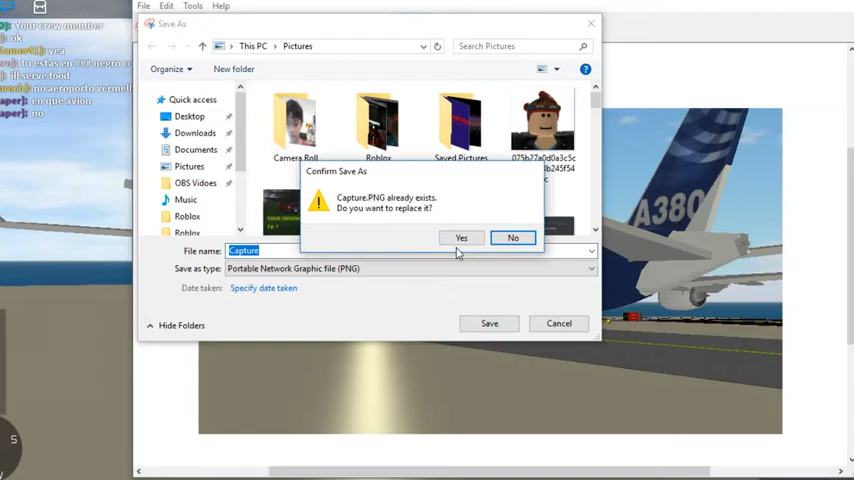 File Edit Tools Help
Save As
Your crew member
ok
yea
tu estas en ### negro co
ill serve food
no aeroporto vermelh
en que avion
no
This PC > Pictures
Search Pictures
Organize
New folder
Quick access
Desktop
Downloads
Documents
Pictures
OBS Vidoes
Music
Roblox
Roblox
Camera Roll
Roblox
Saved Pictures
075b27a0d0a3c5c
Confirm Save As
Capture.PNG already exists.
Do you want to replace it?
Yes
No
File name:
Capture
Save as type:
Portable Network Graphic file (PNG)
Date taken:
Specify date taken
Hide Folders
Save
Cancel
A380
S